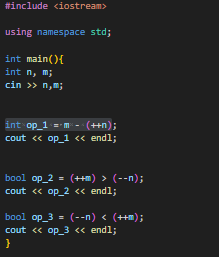 #include <iostream>
using namespace std;
int main(){
int n, m;
cin >> n,m;
int op_1 = m - (++n);
cout << op_1 << endl;
bool op_2 = (++m) > (--n);
cout << op_2 << endl;
bool op_3 = (--n) < (++m);
cout << op_3 << endl;
}